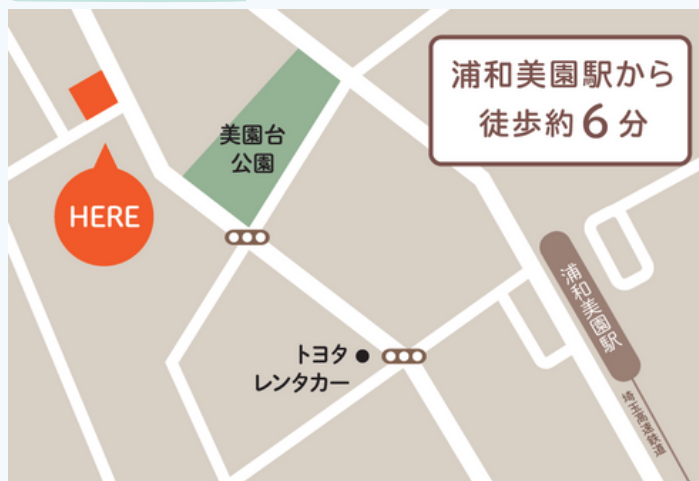 浦和美園駅から
徒歩約6分
美園台
公園
HERE
浦和美園駅
トヨタ
レンタカー
埼玉高速鉄道